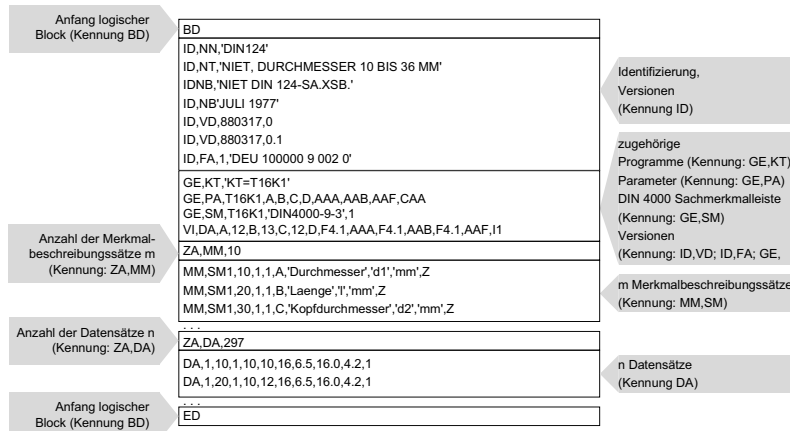 Anfang logischer
Block (Kennung BD)
BD
ID,NN,'DIN124'
ID,NT,'NIET, DURCHMESSER 10 BIS 36 MM'
IDNB,'NIET DIN 124-SA.XSB.'
ID,NB'JULI 1977'
ID,VD,880317,0
ID,VD,880317,0.1
ID,FA,1,'DEU 100000 9 002 0'
Identifizierung,
Versionen
(Kennung ID)
GE,KT,'KT=T16K1'
GE,PA,T16K1,A,B,C,D,AAA,AAB,AAF,CAA
GE,SM,T16K1,'DIN4000-9-3',1
VI,DA,A,12,B,13,C,12,D,F4.1,AAA,F4.1,AAB,F4.1,AAF,I1
zugehörige
Programme (Kennung: GE,KT)
Parameter (Kennung: GE,PA)
DIN 4000 Sachmerkmalleiste
(Kennung: GE,SM)
Versionen
(Kennung: ID,VD; ID,FA; GE,
Anzahl der Merkmal-
beschreibungssätze m
(Kennung: ZA,MM)
ZA,MM,10
MM,SM1,10,1,1,A,'Durchmesser','d1','mm',Z
MM,SM1,20,1,1,B,'Laenge','l','mm',Z
MM,SM1,30,1,1,C,'Kopfdurchmesser','d2','mm',Z
. . .
m Merkmalbeschreibungssätze
(Kennung: MM,SM)
Anzahl der Datensätze n
(Kennung: ZA,DA)
ZA,DA,297
DA,1,10,1,10,10,16,6.5,16.0,4.2,1
DA,1,20,1,10,12,16,6.5,16.0,4.2,1
. . .
n Datensätze
(Kennung DA)
Anfang logischer
Block (Kennung BD)
ED